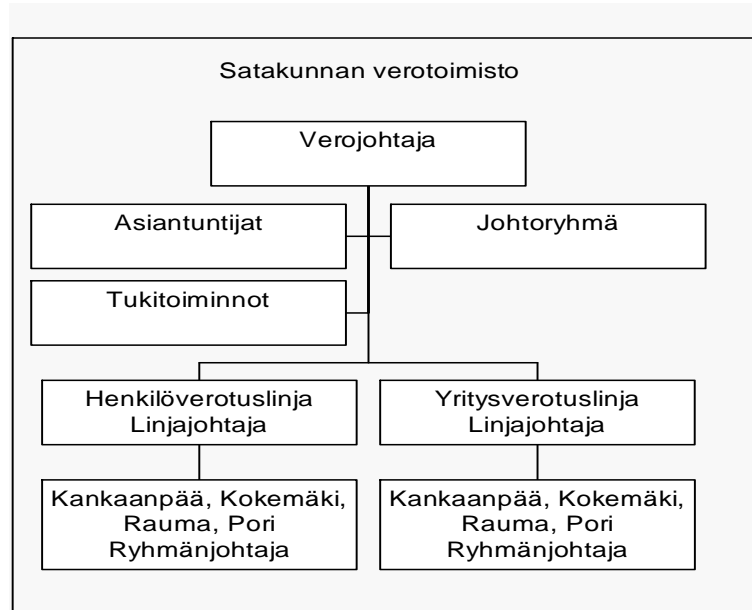 Satakunnan verotoimisto
Verojohtaja
Asiantuntijat
Johtoryhmä
Tukitoiminnot
Henkilöverotuslinja
Linjajohtaja
Yritysverotuslinja
Linjajohtaja
Kankaanpää, Kokemäki,
Rauma, Pori
Ryhmänjohtaja
Kankaanpää, Kokemäki,
Rauma, Pori
Ryhmänjohtaja